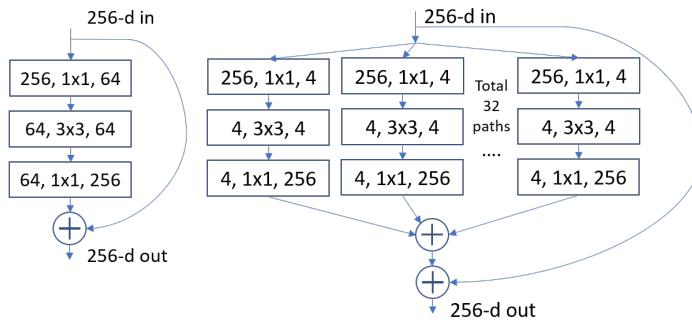 256-d in
256, 1x1, 64
64, 3x3, 64
64, 1x1, 256
256-d out
256-d in
256, 1x1, 4
256, 1x1, 4
256, 1x1, 4
Total
32
paths
....
4, 3x3, 4
4, 3x3, 4
4, 3x3, 4
4, 1x1, 256
4, 1x1, 256
4, 1x1, 256
256-d out